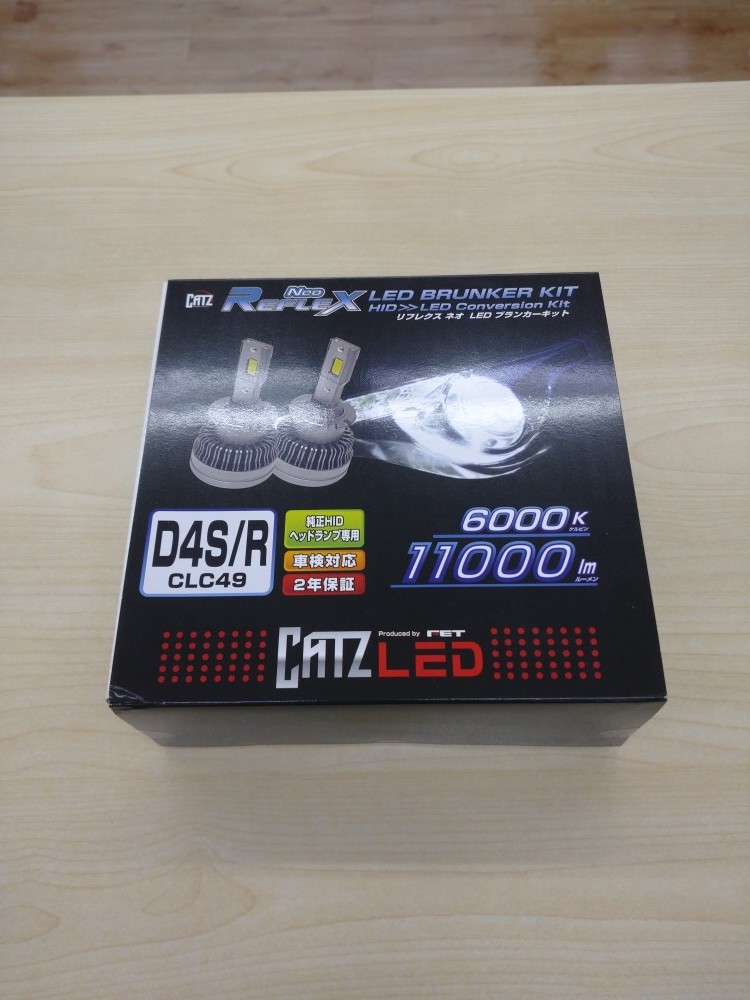 CATZ
Neo
REFLEX
LED BRUNKER KIT
HID>>LED Conversion Kit
リフレクス ネオ LED ブランカーキット
D4S/R
CLC49
純正HID
ヘッドランプ専用
車検対応
2年保証
6000K
ケルビン
11000lm
ルーメン
CATZ
Produced by FET
LED